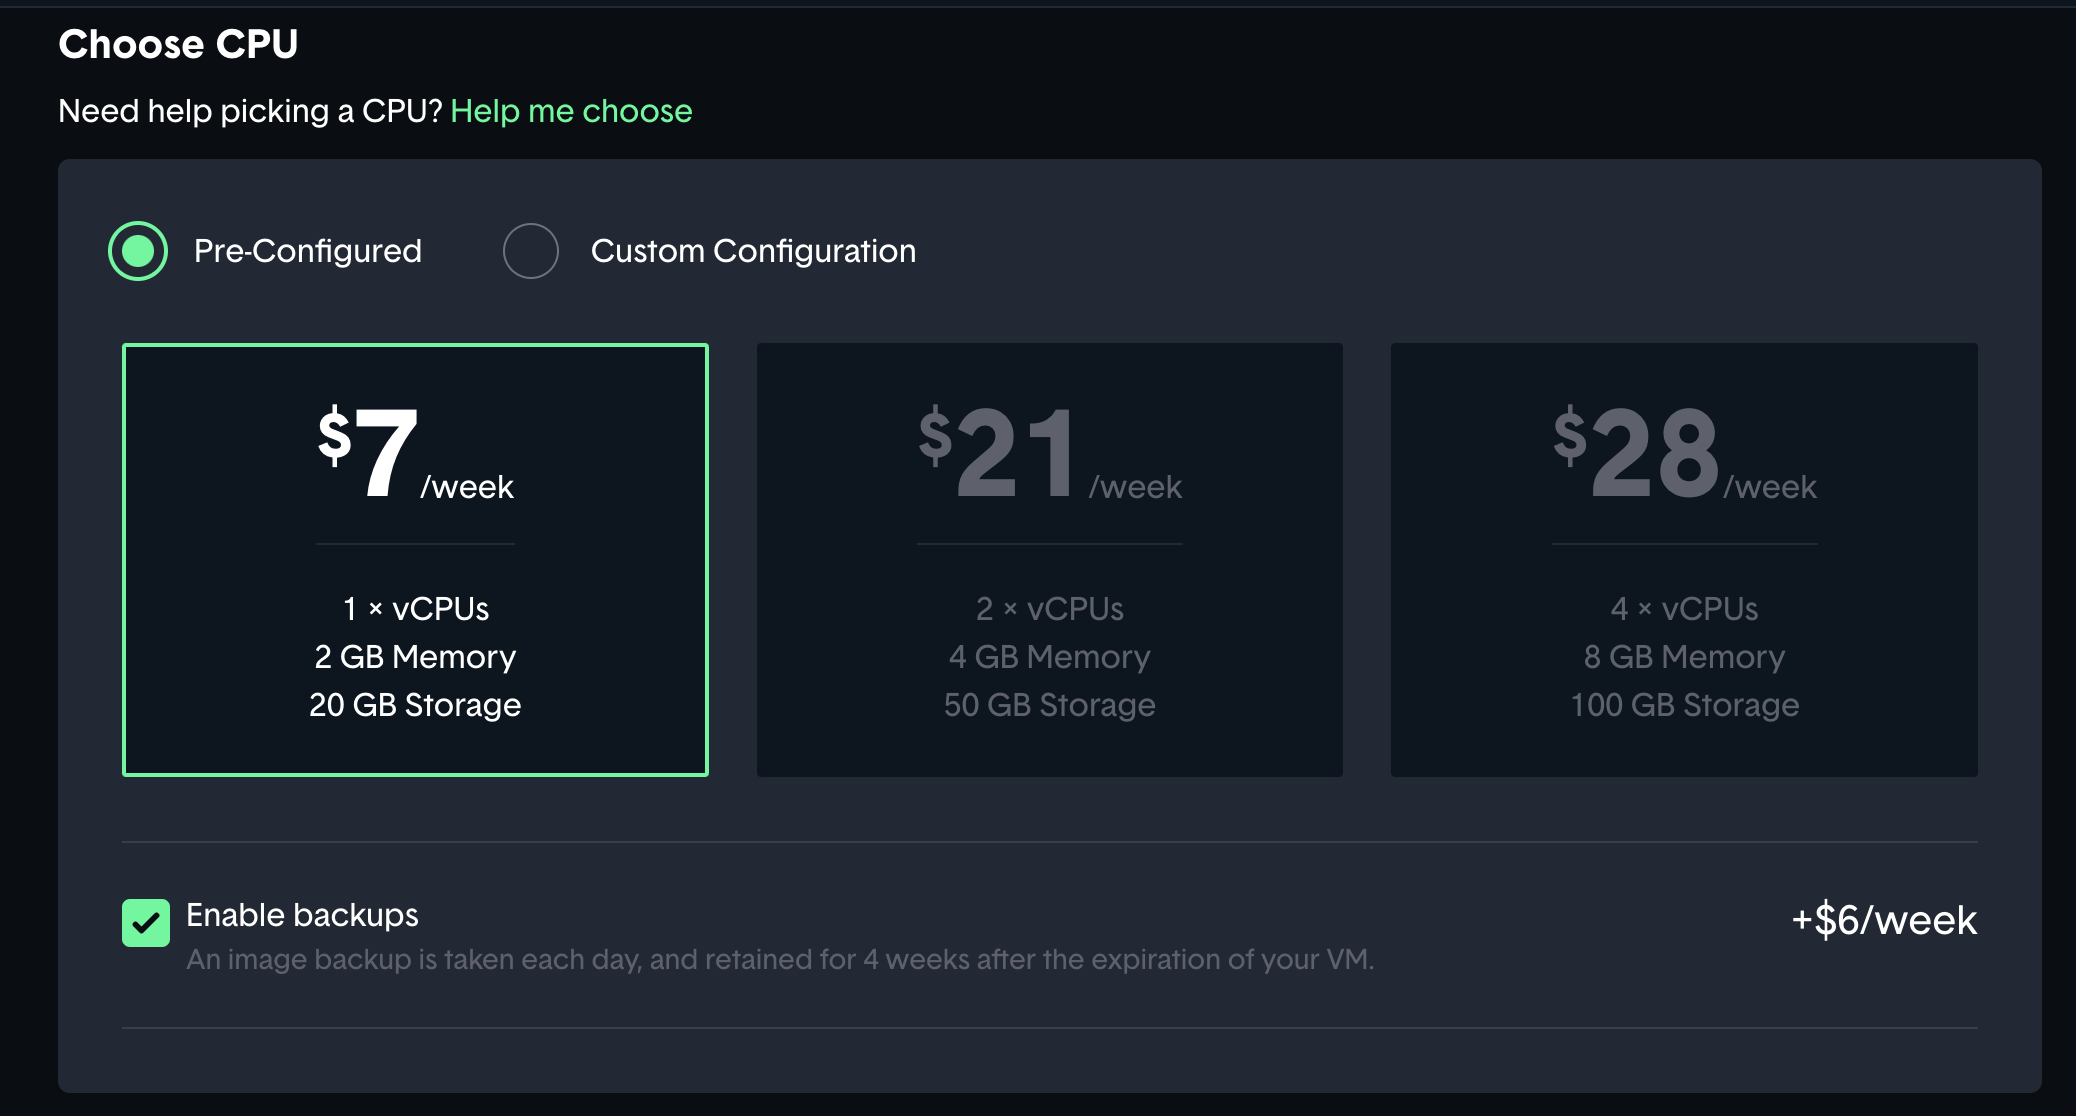 Choose CPU
Need help picking a CPU? Help me choose
Pre-Configured Custom Configuration
$7/week
1 × vCPUs
2 GB Memory
20 GB Storage
$21/week
2 × vCPUs
4 GB Memory
50 GB Storage
$28/week
4 × vCPUs
8 GB Memory
100 GB Storage
Enable backups
+$6/week
An image backup is taken each day, and retained for 4 weeks after the expiration of your VM.